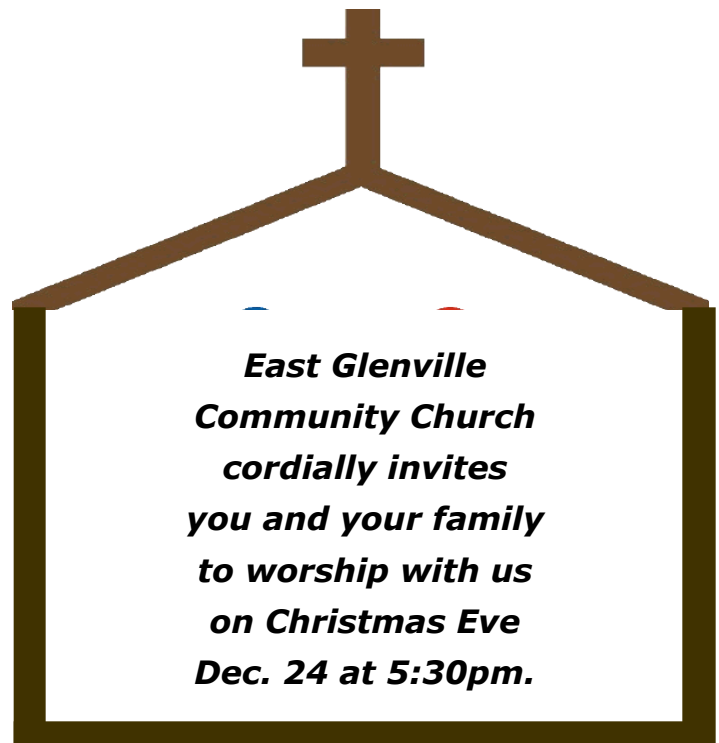 East Glenville
Community Church
cordially invites
you and your family
to worship with us
on Christmas Eve
Dec. 24 at 5:30pm.